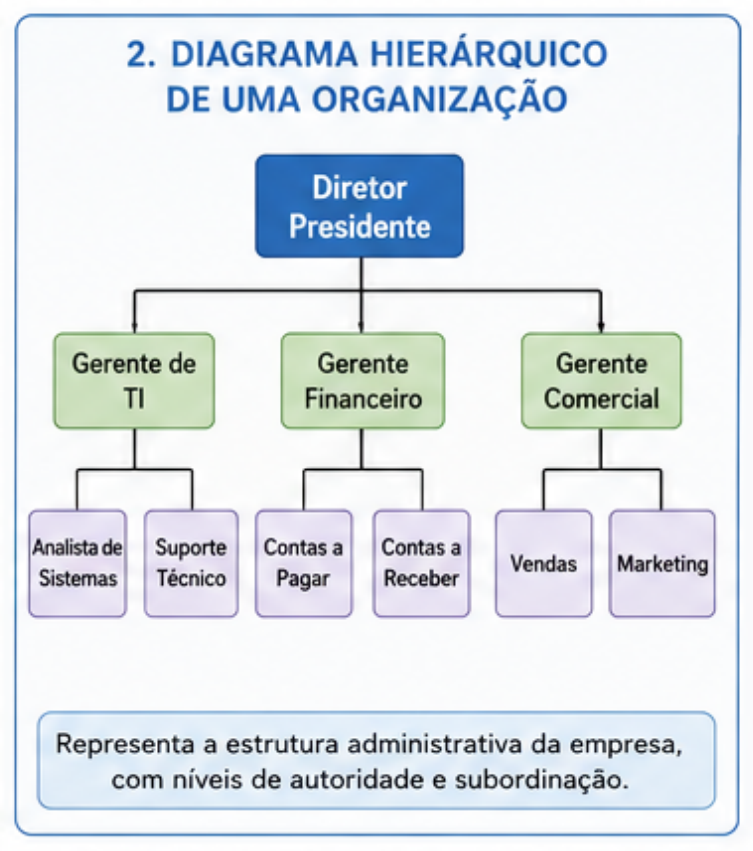 2. DIAGRAMA HIERÁRQUICO
DE UMA ORGANIZAÇÃO
Diretor
Presidente
Gerente de
TI
Gerente
Financeiro
Gerente
Comercial
Analista de
Sistemas
Suporte
Técnico
Contas a
Pagar
Contas a
Receber
Vendas
Marketing
Representa a estrutura administrativa da empresa,
com níveis de autoridade e subordinação.